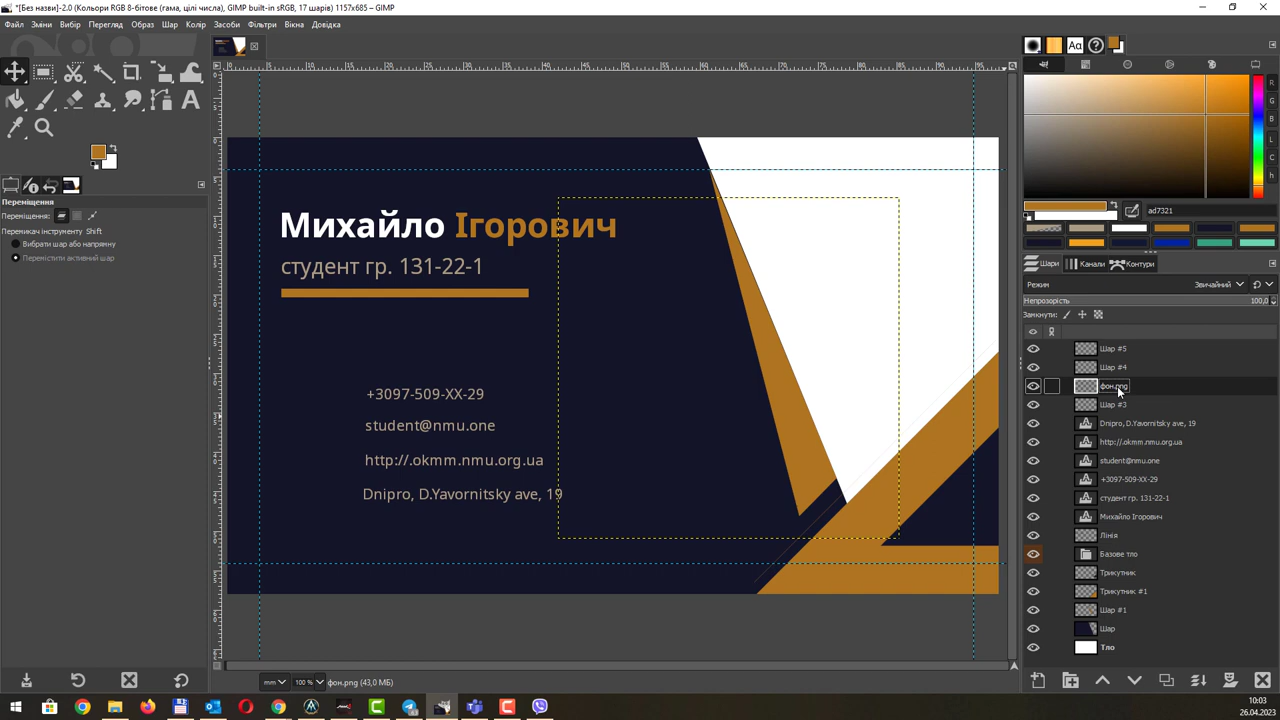 *[Без назви]-2.0 (Кольори RGB 8-бітове (гама, цілі числа), GIMP built-in sRGB, 17 шарів) 1157x685 – GIMP
Файл Зміни Вибір Перегляд Образ Шар Колір Засоби Фільтри Вікна Довідка
Переміщення
Переміщення:
Перемикач інструменту Shift
Вибрати шар або напрямну
Перемістити активний шар
Михайло Ігорович
студент гр. 131-22-1
+3097-509-XX-29
student@nmu.one
http://.okmm.nmu.org.ua
Dnipro, D.Yavornitsky ave, 19
mm 100 % фон.png (43,0 МБ)
R
G
B
L
C
h
ad7321
Шари Канали Контури
Режим Звичайний
Непрозорість 100,0
Замкнути:
Шар #5
Шар #4
фон.png
Шар #3
Dnipro, D.Yavornitsky ave, 19
http://.okmm.nmu.org.ua
student@nmu.one
+3097-509-XX-29
студент гр. 131-22-1
Михайло Ігорович
Лінія
Базове тло
Трикутник
Трикутник #1
Шар #1
Шар
Тло
10:03
26.04.2023